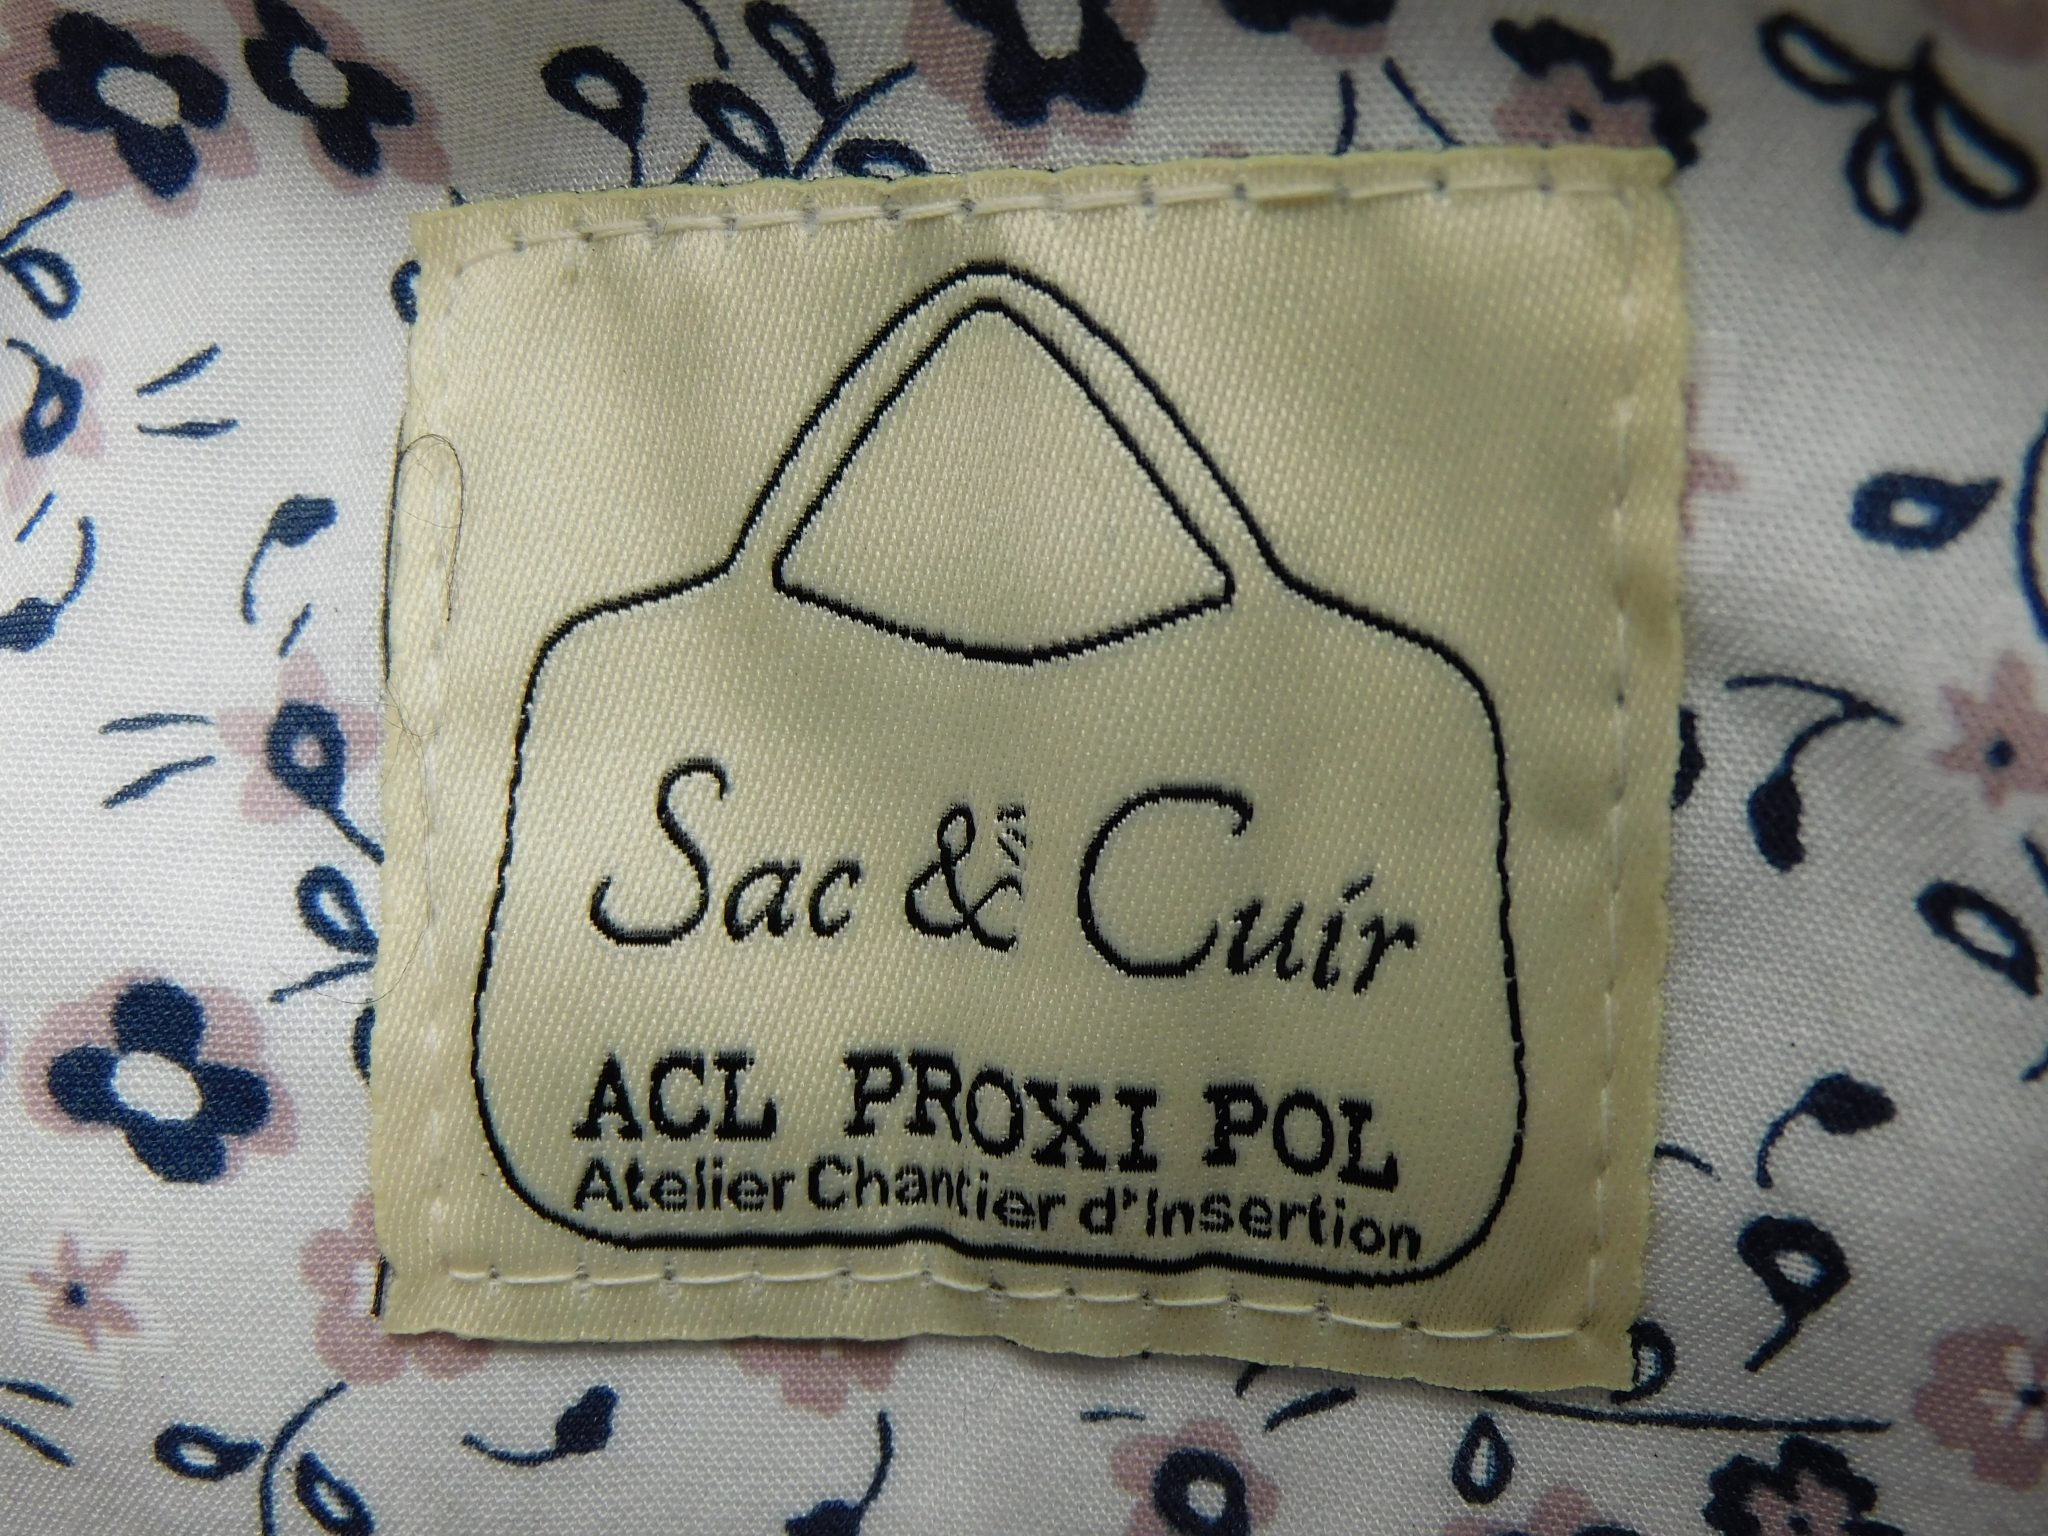 Sac & Cuir
ACL PROXI POL
Atelier Chantier d'Insertion